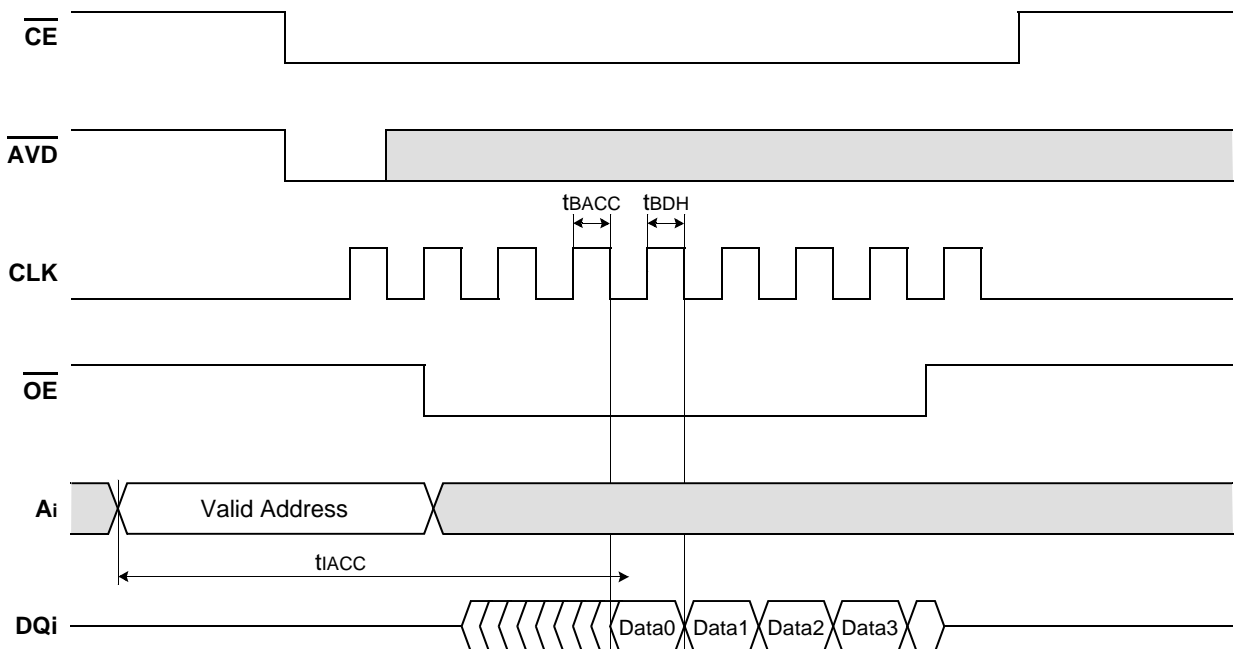 CE
AVD
tBACC tBDH
CLK
OE
Ai Valid Address
tIACC
DQi Data0 Data1 Data2 Data3